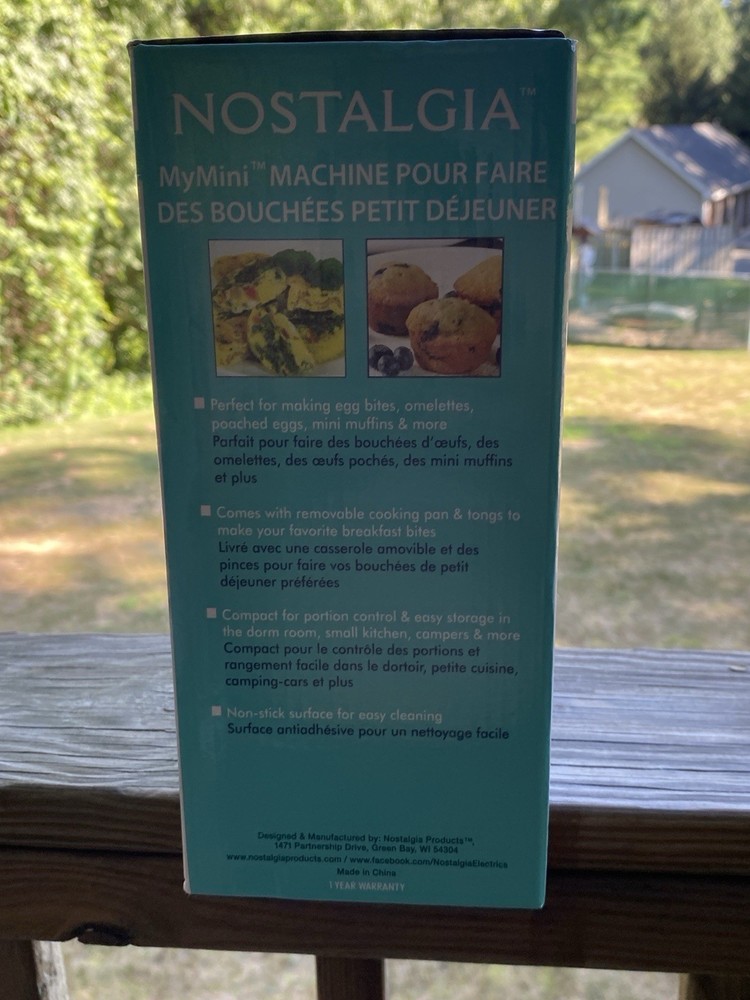 NOSTALGIA™
MyMini™ MACHINE POUR FAIRE
DES BOUCHÉES PETIT DÉJEUNER
Perfect for making egg bites, omelettes,
poached eggs, mini muffins & more
Parfait pour faire des bouchées d'œufs, des
omelettes, des œufs pochés, des mini muffins
et plus
Comes with removable cooking pan & tongs to
make your favorite breakfast bites
Livré avec une casserole amovible et des
pinces pour faire vos bouchées de petit
déjeuner préférées
Compact for portion control & easy storage in
the dorm room, small kitchen, campers & more
Compact pour le contrôle des portions et
rangement facile dans le dortoir, petite cuisine,
camping-cars et plus
Non-stick surface for easy cleaning
Surface antiadhésive pour un nettoyage facile
Designed & Manufactured by: Nostalgia Products™,
1471 Partnership Drive, Green Bay, WI 54304
www.nostalgiaproducts.com / www.facebook.com/NostalgiaElectrics
Made in China
1 YEAR WARRANTY